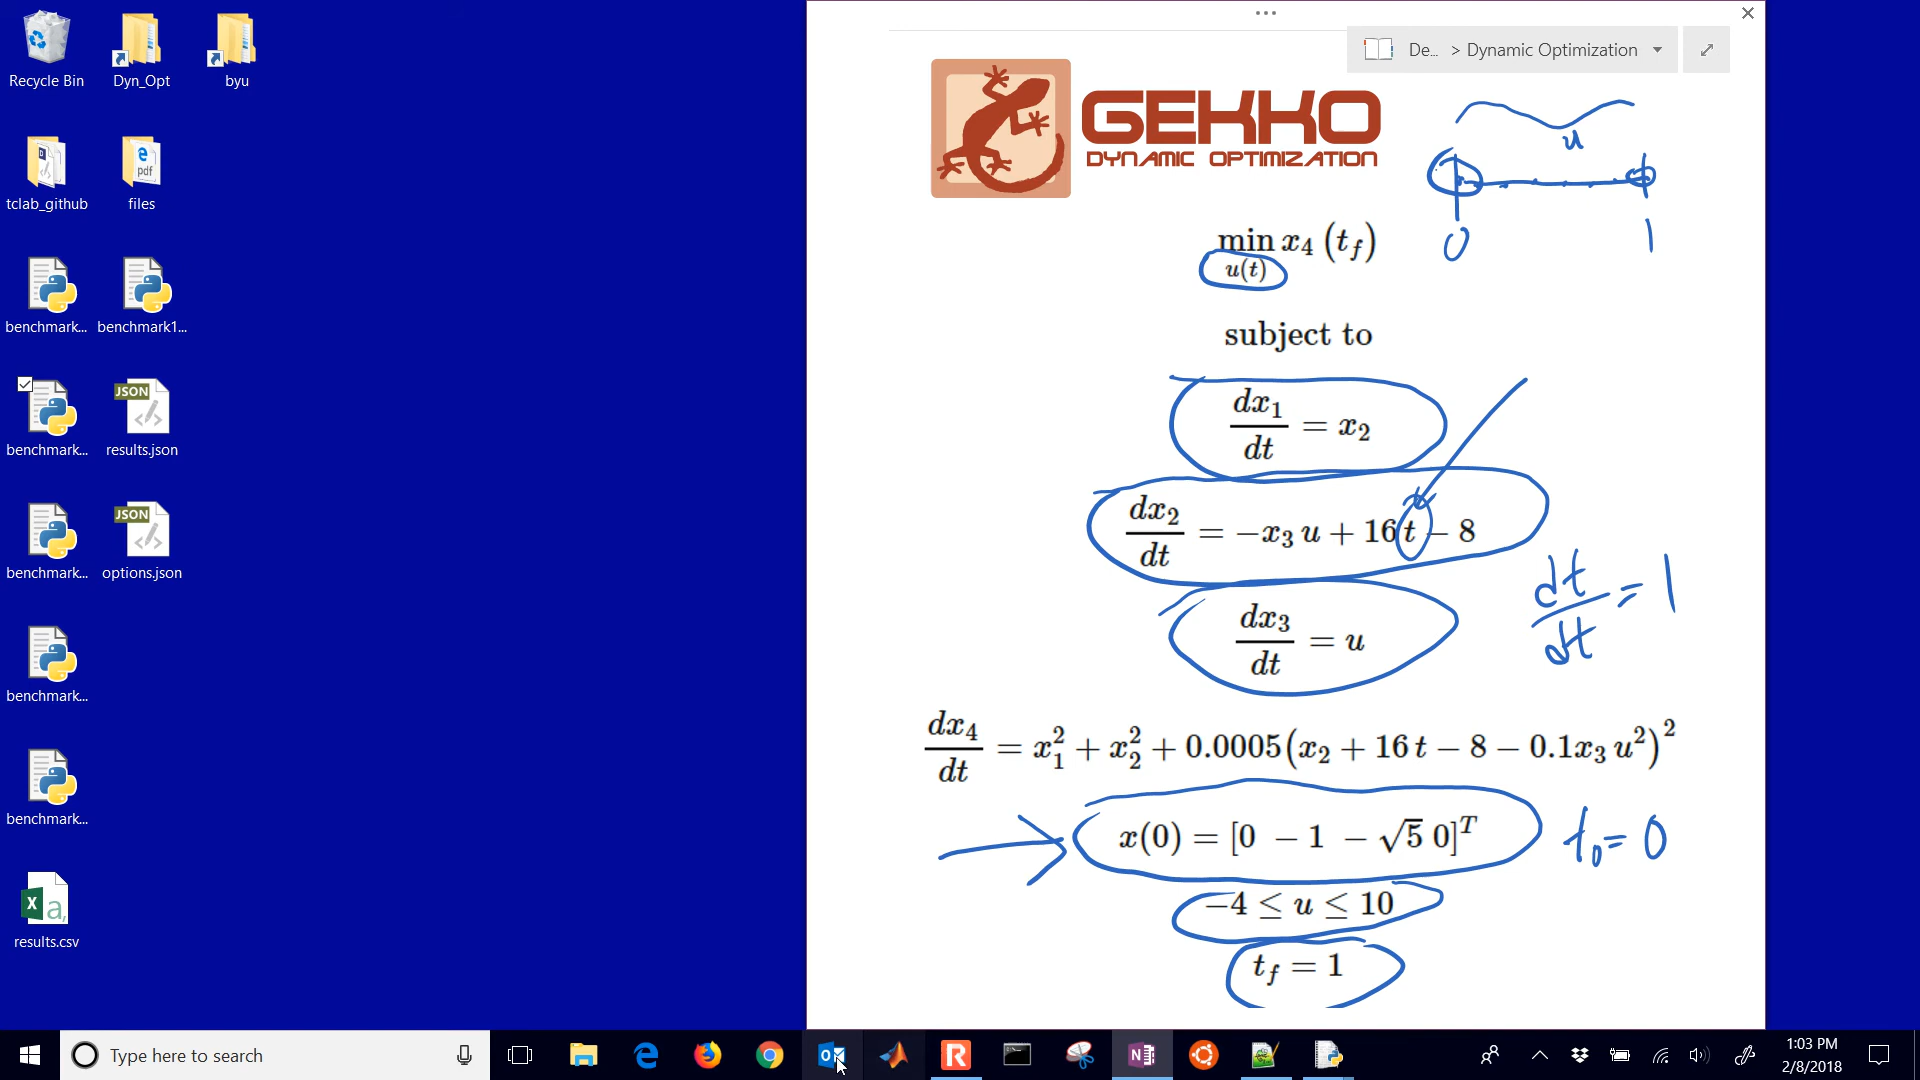 Recycle Bin
Dyn_Opt
byu
tclab_github
files
benchmark...
benchmark1...
benchmark...
results.json
benchmark...
options.json
benchmark...
benchmark...
results.csv
De... > Dynamic Optimization
GEKKO
DYNAMIC OPTIMIZATION
u
0 1
min x₄ (t_f)
u(t)
subject to
dx₁/dt = x₂
dx₂/dt = −x₃ u + 16 t − 8
dt/dt = 1
dx₃/dt = u
dx₄/dt = x₁² + x₂² + 0.0005(x₂ + 16 t − 8 − 0.1x₃ u²)²
x(0) = [0 − 1 − √5 0]ᵀ
t₀ = 0
−4 ≤ u ≤ 10
t_f = 1
Type here to search
1:03 PM
2/8/2018